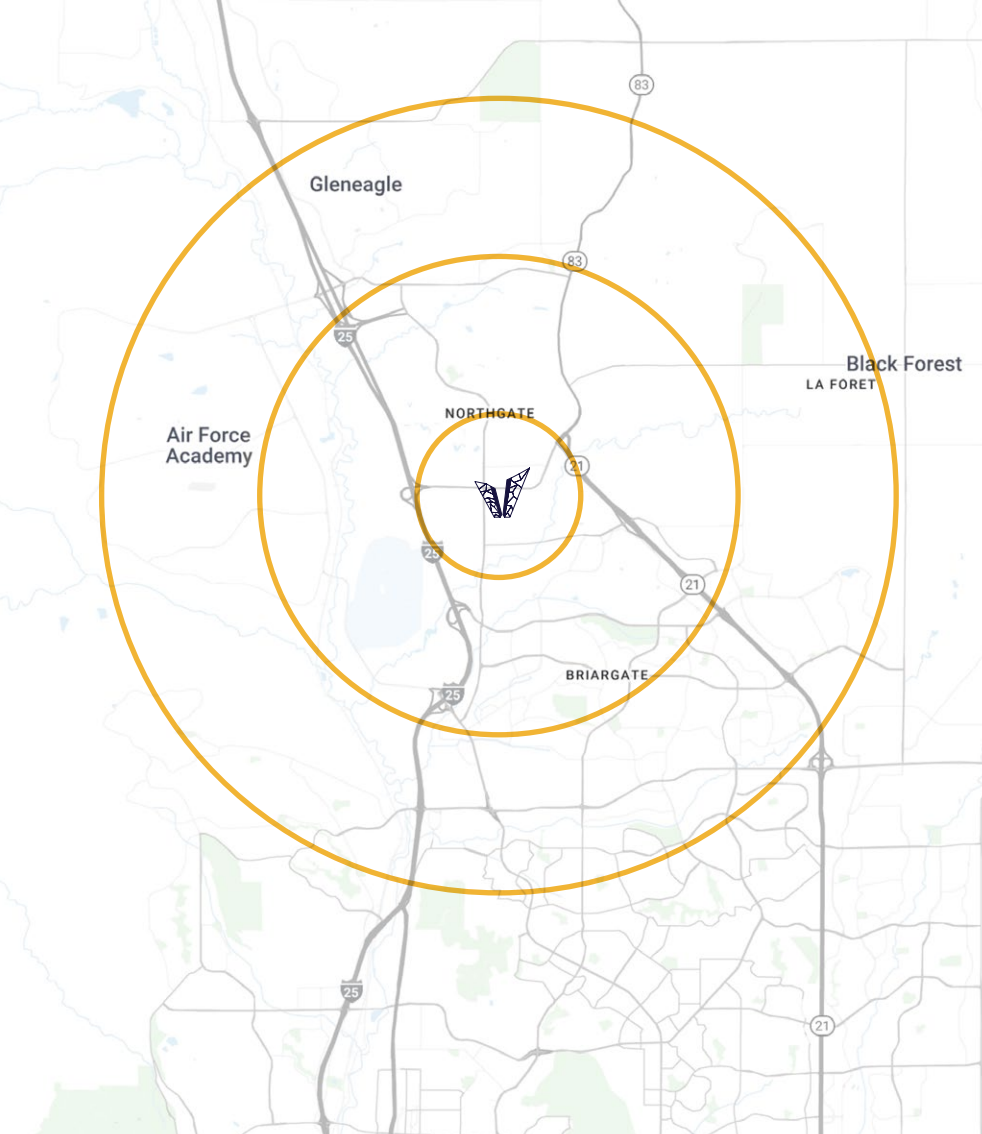 83
Gleneagle
83
25
Black Forest
LA FORET
NORTHGATE
Air Force
Academy
21
25
21
BRIARGATE
25
25
21